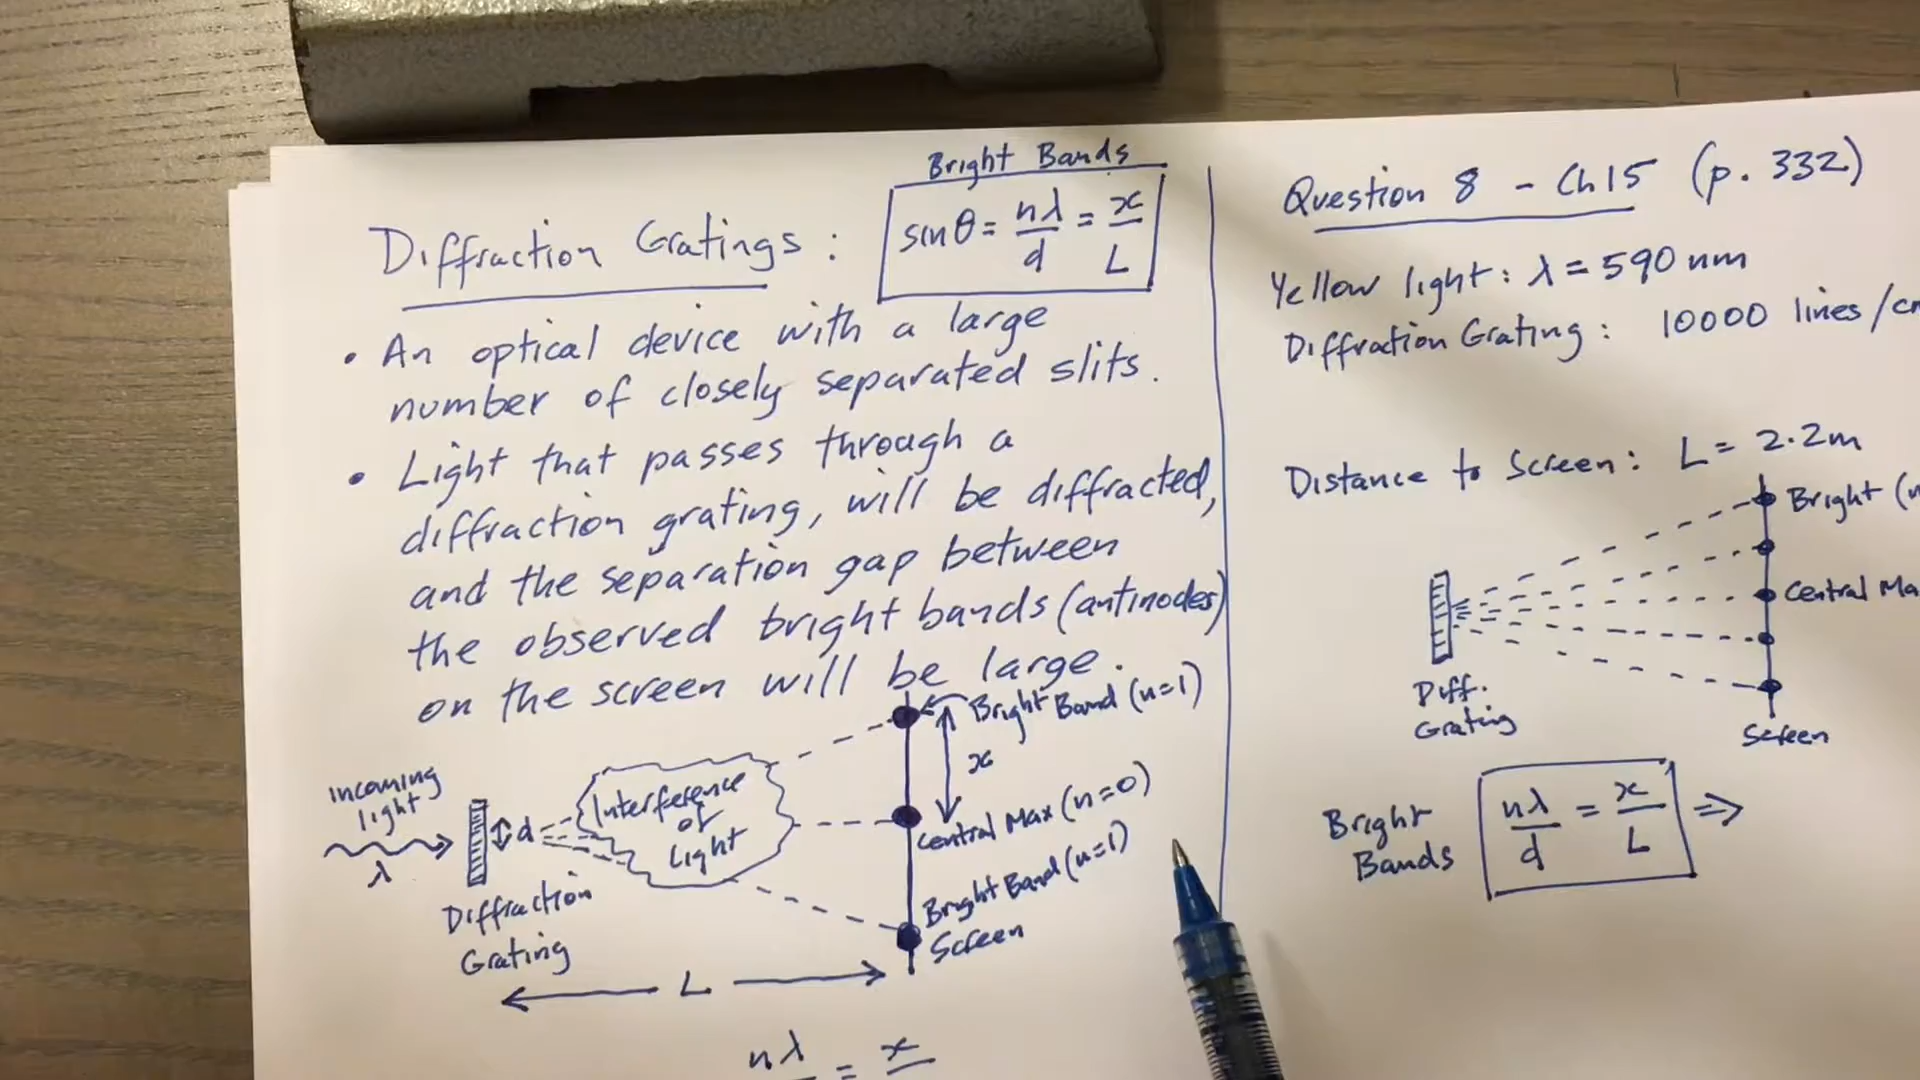 Bright Bands
Diffraction Gratings :
sinθ = nλ/d = x/L
• An optical device with a large
number of closely separated slits.
• Light that passes through a
diffraction grating, will be diffracted,
and the separation gap between
the observed bright bands (antinodes)
on the screen will be large.
Bright Band (n=1)
x
incoming
light
λ
d
Interference
of
Light
Central Max (n=0)
Bright Band (n=1)
Screen
Diffraction
Grating
L
nλ
= x
Question 8 - Ch 15 (p. 332)
Yellow light : λ = 590 nm
Diffraction Grating : 10000 lines/c
Distance to Screen : L = 2.2m
Bright (
Central Ma
Diff.
Grating
Screen
Bright
Bands
nλ/d = x/L ⇒